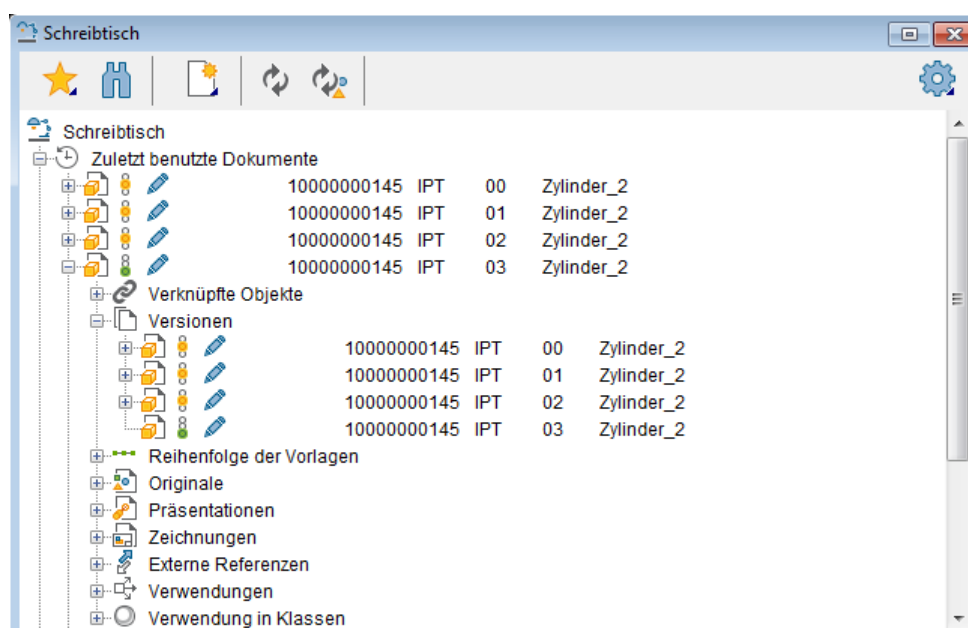 Schreibtisch
Schreibtisch
Zuletzt benutzte Dokumente
10000000145 IPT 00 Zylinder_2
10000000145 IPT 01 Zylinder_2
10000000145 IPT 02 Zylinder_2
10000000145 IPT 03 Zylinder_2
Verknüpfte Objekte
Versionen
10000000145 IPT 00 Zylinder_2
10000000145 IPT 01 Zylinder_2
10000000145 IPT 02 Zylinder_2
10000000145 IPT 03 Zylinder_2
Reihenfolge der Vorlagen
Originale
Präsentationen
Zeichnungen
Externe Referenzen
Verwendungen
Verwendung in Klassen